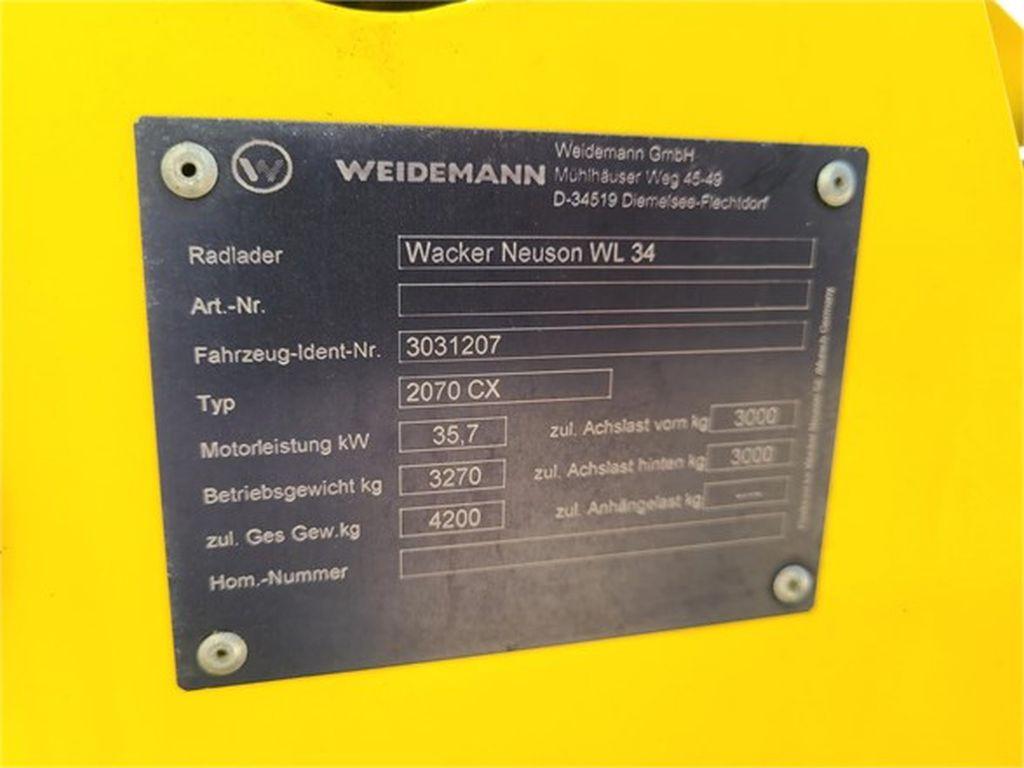 W WEIDEMANN
Weidemann GmbH
Mühlhäuser Weg 45-49
D-34519 Diemelsee-Flechtdorf
Radlader Wacker Neuson WL 34
Art.-Nr.
Fahrzeug-Ident-Nr. 3031207
Typ 2070 CX
Motorleistung kW 35,7 zul. Achslast vorn kg 3000
Betriebsgewicht kg 3270 zul. Achslast hinten kg 3000
zul. Ges Gew.kg 4200 zul. Anhängelast kg
Hom.-Nummer
Germany